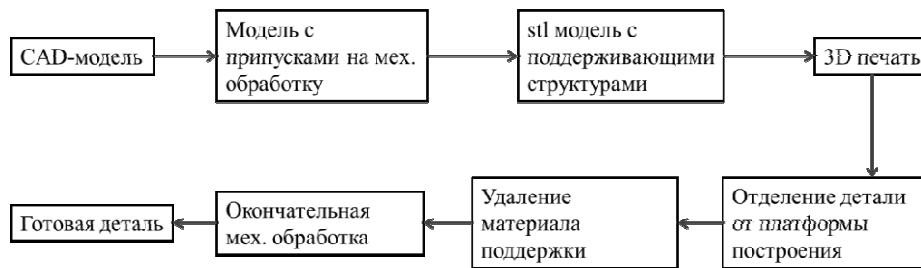 CAD-модель
Модель с
припусками на мех.
обработку
stl модель с
поддерживающими
структурами
3D печать
Отделение детали
от платформы
построения
Удаление
материала
поддержки
Окончательная
мех. обработка
Готовая деталь